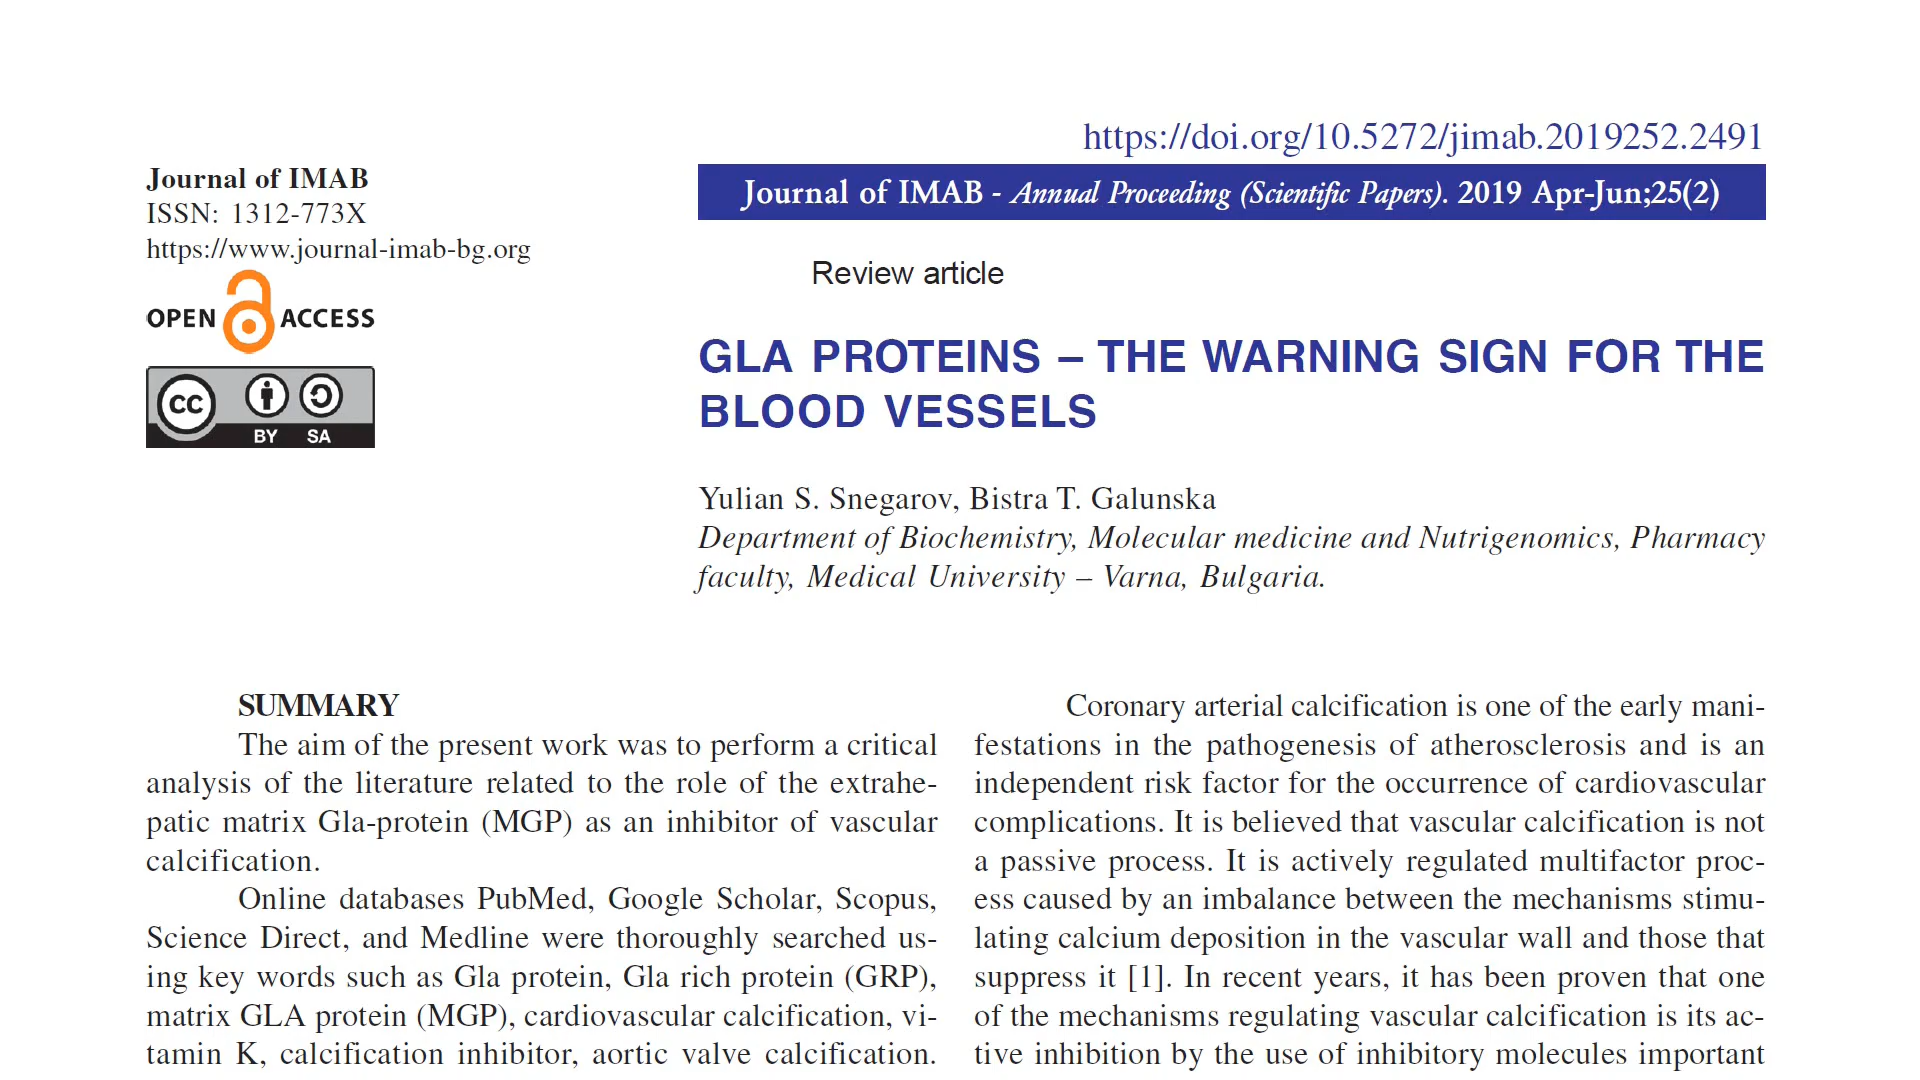 https://doi.org/10.5272/jimab.2019252.2491
Journal of IMAB
ISSN: 1312-773X
https://www.journal-imab-bg.org
OPEN ACCESS
CC BY SA
Journal of IMAB - Annual Proceeding (Scientific Papers). 2019 Apr-Jun;25(2)
Review article
GLA PROTEINS – THE WARNING SIGN FOR THE
BLOOD VESSELS
Yulian S. Snegarov, Bistra T. Galunska
Department of Biochemistry, Molecular medicine and Nutrigenomics, Pharmacy
faculty, Medical University – Varna, Bulgaria.
SUMMARY
The aim of the present work was to perform a critical
analysis of the literature related to the role of the extrahe-
patic matrix Gla-protein (MGP) as an inhibitor of vascular
calcification.
Online databases PubMed, Google Scholar, Scopus,
Science Direct, and Medline were thoroughly searched us-
ing key words such as Gla protein, Gla rich protein (GRP),
matrix GLA protein (MGP), cardiovascular calcification, vi-
tamin K, calcification inhibitor, aortic valve calcification.
Coronary arterial calcification is one of the early mani-
festations in the pathogenesis of atherosclerosis and is an
independent risk factor for the occurrence of cardiovascular
complications. It is believed that vascular calcification is not
a passive process. It is actively regulated multifactor proc-
ess caused by an imbalance between the mechanisms stimu-
lating calcium deposition in the vascular wall and those that
suppress it [1]. In recent years, it has been proven that one
of the mechanisms regulating vascular calcification is its ac-
tive inhibition by the use of inhibitory molecules important